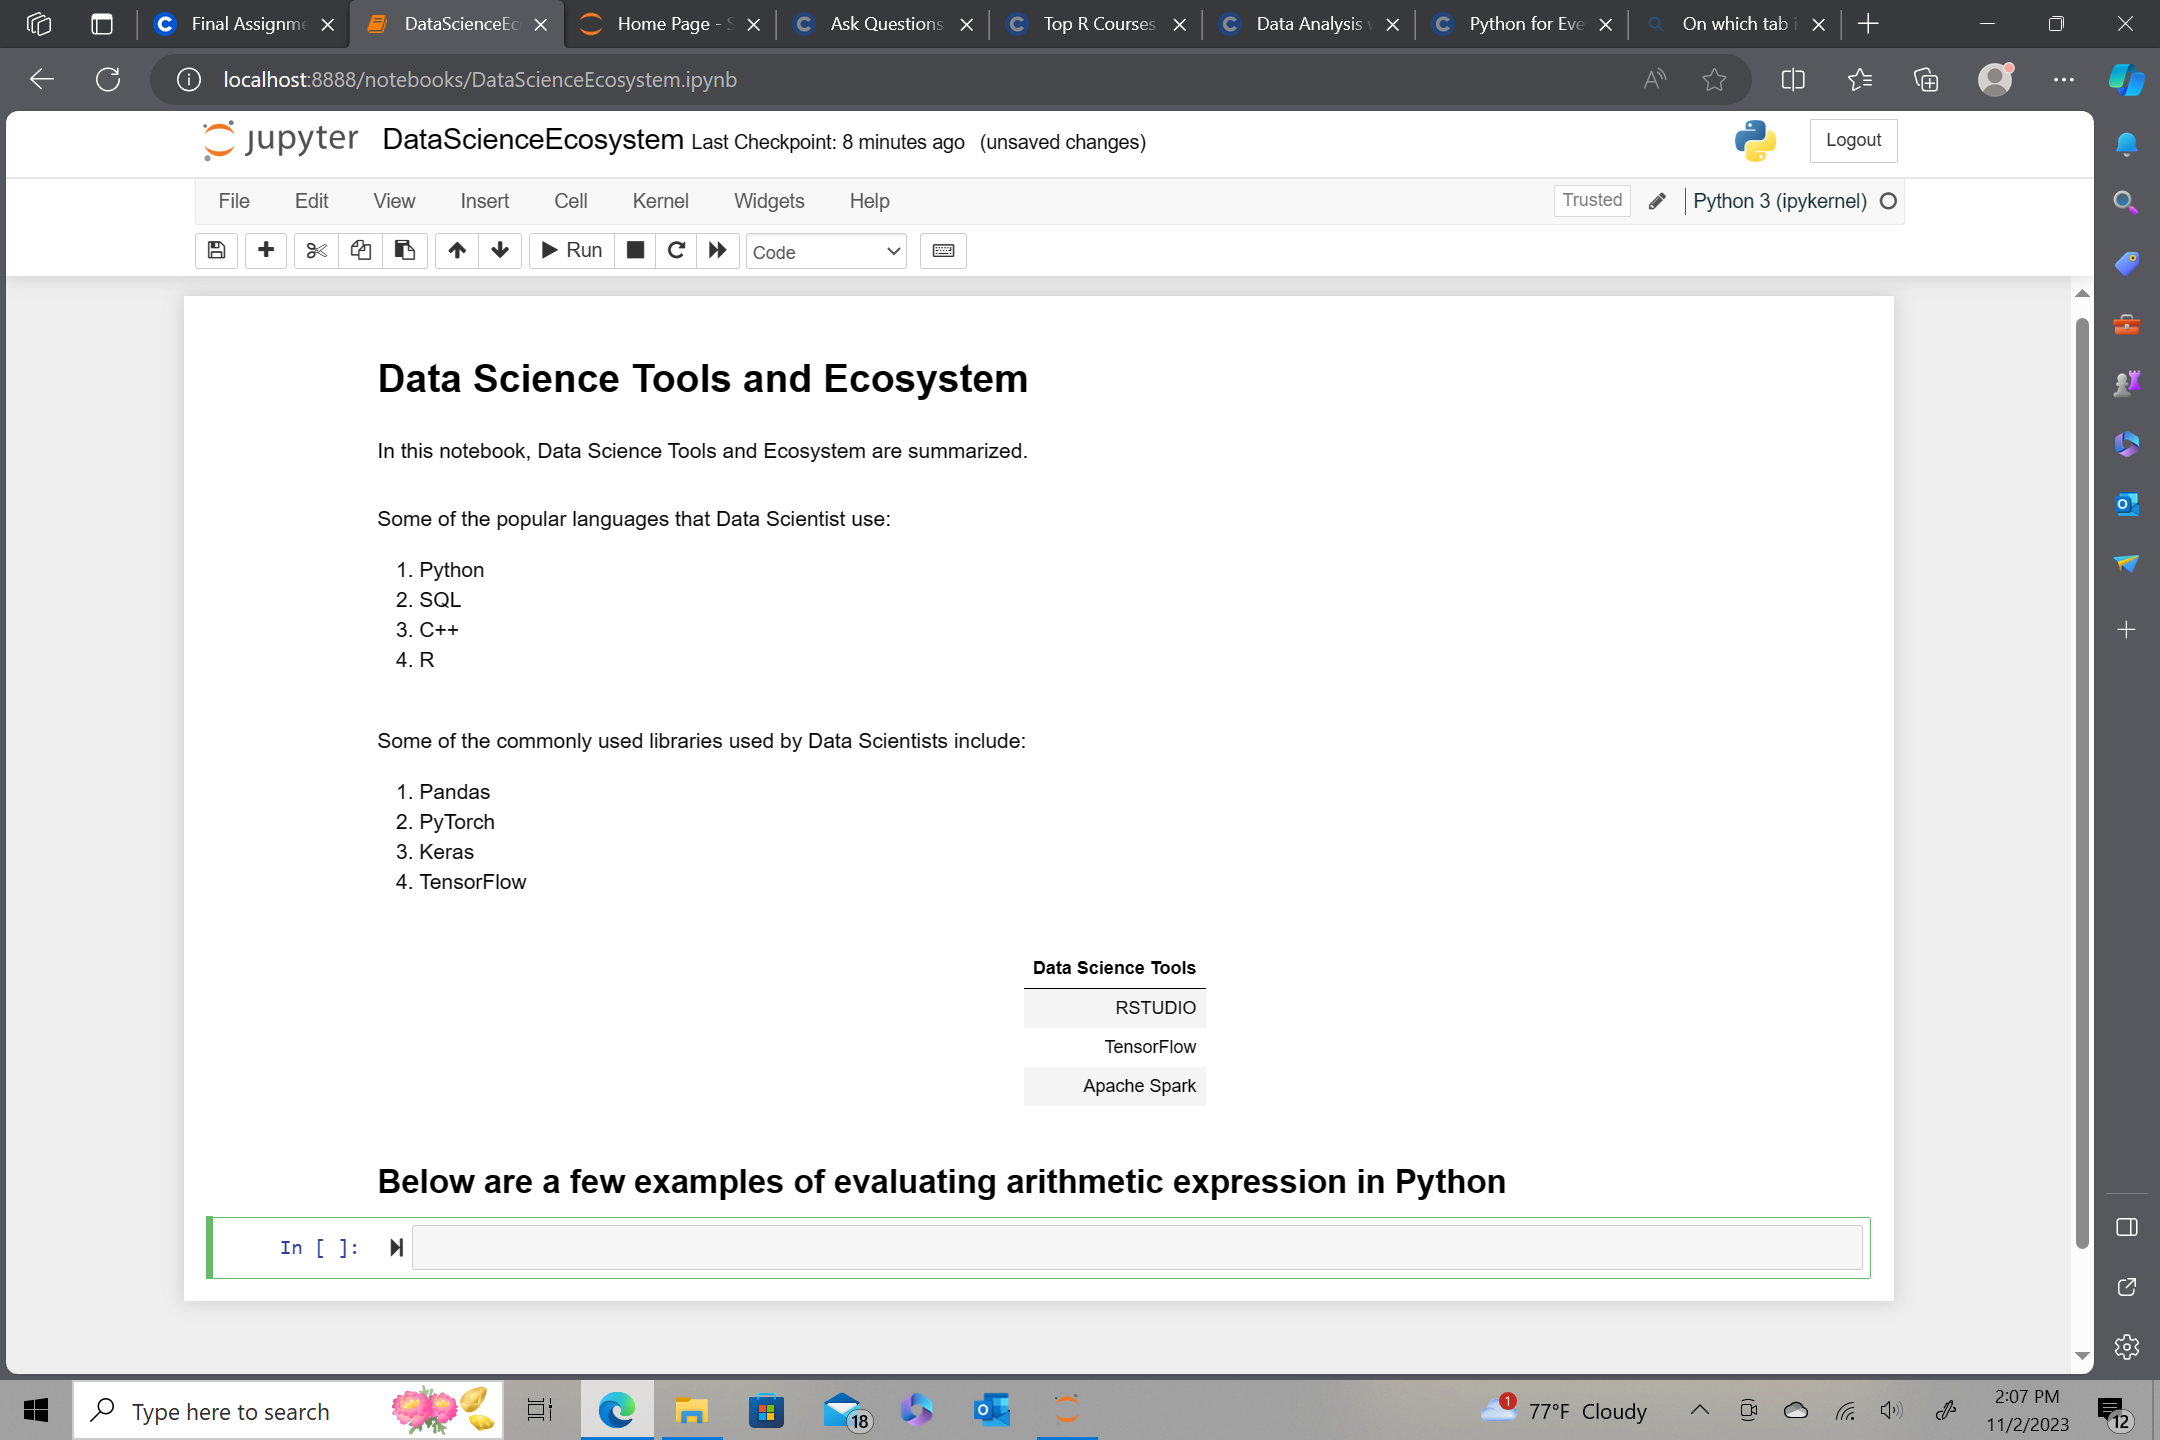 Final Assignme
DataScienceEc
Home Page - S
Ask Questions
Top R Courses
Data Analysis
Python for Eve
On which tab i
localhost:8888/notebooks/DataScienceEcosystem.ipynb
jupyter DataScienceEcosystem Last Checkpoint: 8 minutes ago (unsaved changes)
Logout
File Edit View Insert Cell Kernel Widgets Help
Trusted
Python 3 (ipykernel)
Run
Code
Data Science Tools and Ecosystem
In this notebook, Data Science Tools and Ecosystem are summarized.
Some of the popular languages that Data Scientist use:
1. Python
2. SQL
3. C++
4. R
Some of the commonly used libraries used by Data Scientists include:
1. Pandas
2. PyTorch
3. Keras
4. TensorFlow
Data Science Tools
RSTUDIO
TensorFlow
Apache Spark
Below are a few examples of evaluating arithmetic expression in Python
In [ ]:
Type here to search
18
1
77°F Cloudy
2:07 PM
11/2/2023
12